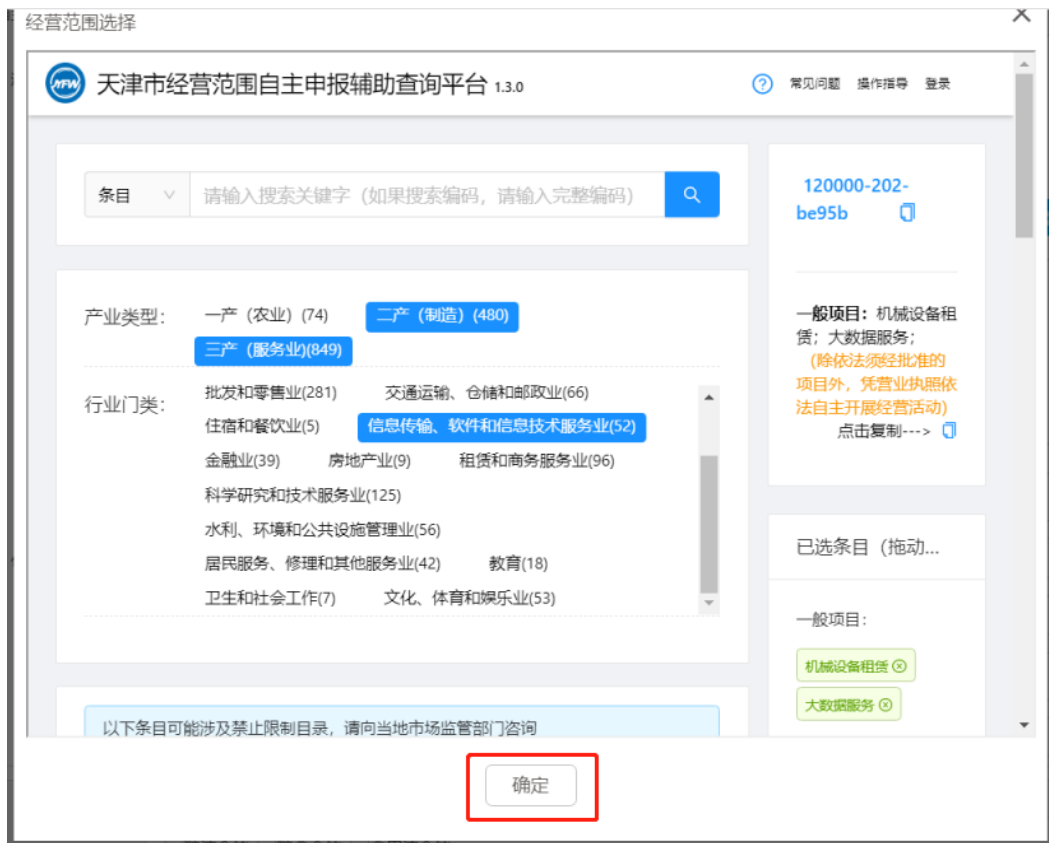 经营范围选择
天津市经营范围自主申报辅助查询平台 1.3.0
常见问题 操作指导 登录
条目 请输入搜索关键字（如果搜索编码，请输入完整编码）
产业类型： 一产（农业）(74) 二产（制造）(480)
三产（服务业)(849)
行业门类： 批发和零售业(281) 交通运输、仓储和邮政业(66)
住宿和餐饮业(5) 信息传输、软件和信息技术服务业(52)
金融业(39) 房地产业(9) 租赁和商务服务业(96)
科学研究和技术服务业(125)
水利、环境和公共设施管理业(56)
居民服务、修理和其他服务业(42) 教育(18)
卫生和社会工作(7) 文化、体育和娱乐业(53)
以下条目可能涉及禁止限制目录，请向当地市场监管部门咨询
120000-202-
be95b
一般项目：机械设备租
赁；大数据服务；
（除依法须经批准的
项目外，凭营业执照依
法自主开展经营活动）
点击复制--->
已选条目（拖动...
一般项目：
机械设备租赁
大数据服务
确定